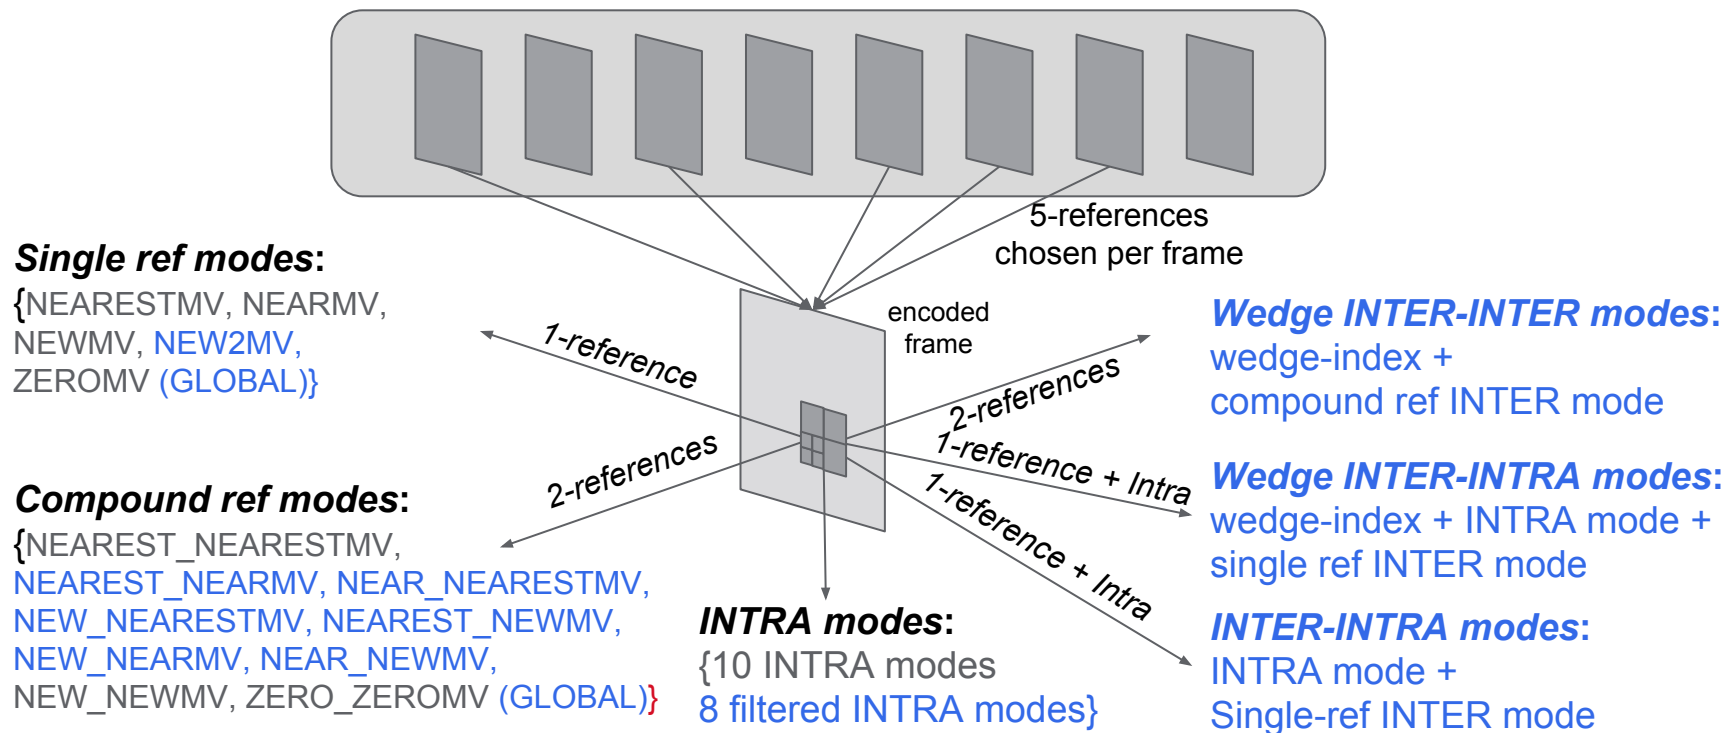 5-references
chosen per frame
encoded
frame
Single ref modes:
{NEARESTMV, NEARMV,
NEWMV, NEW2MV,
ZEROMV (GLOBAL)}
1-reference
2-references
Compound ref modes:
{NEAREST_NEARESTMV,
NEAREST_NEARMV, NEAR_NEARESTMV,
NEW_NEARESTMV, NEAREST_NEWMV,
NEW_NEARMV, NEAR_NEWMV,
NEW_NEWMV, ZERO_ZEROMV (GLOBAL)}
INTRA modes:
{10 INTRA modes
8 filtered INTRA modes}
2-references
Wedge INTER-INTER modes:
wedge-index +
compound ref INTER mode
1-reference + Intra
Wedge INTER-INTRA modes:
wedge-index + INTRA mode +
single ref INTER mode
1-reference + Intra
INTER-INTRA modes:
INTRA mode +
Single-ref INTER mode